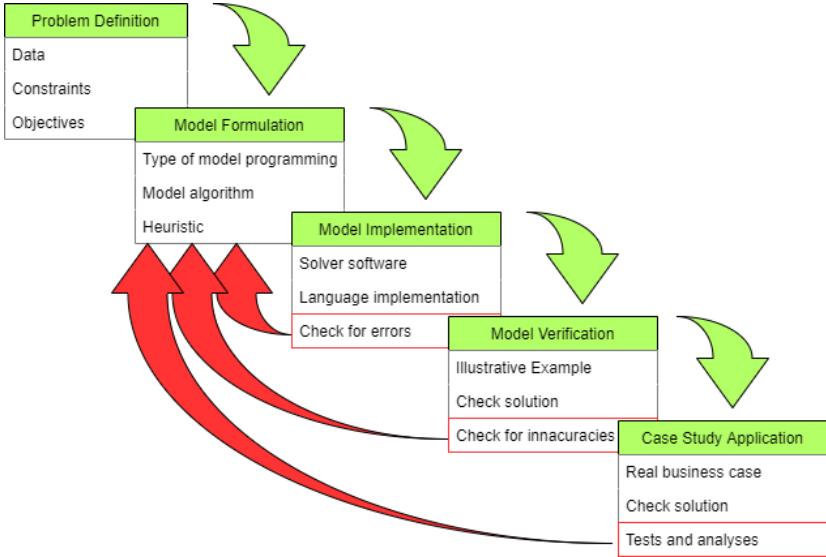 Problem Definition
Data
Constraints
Objectives
Model Formulation
Type of model programming
Model algorithm
Heuristic
Model Implementation
Solver software
Language implementation
Check for errors
Model Verification
Illustrative Example
Check solution
Check for innacuracies
Case Study Application
Real business case
Check solution
Tests and analyses